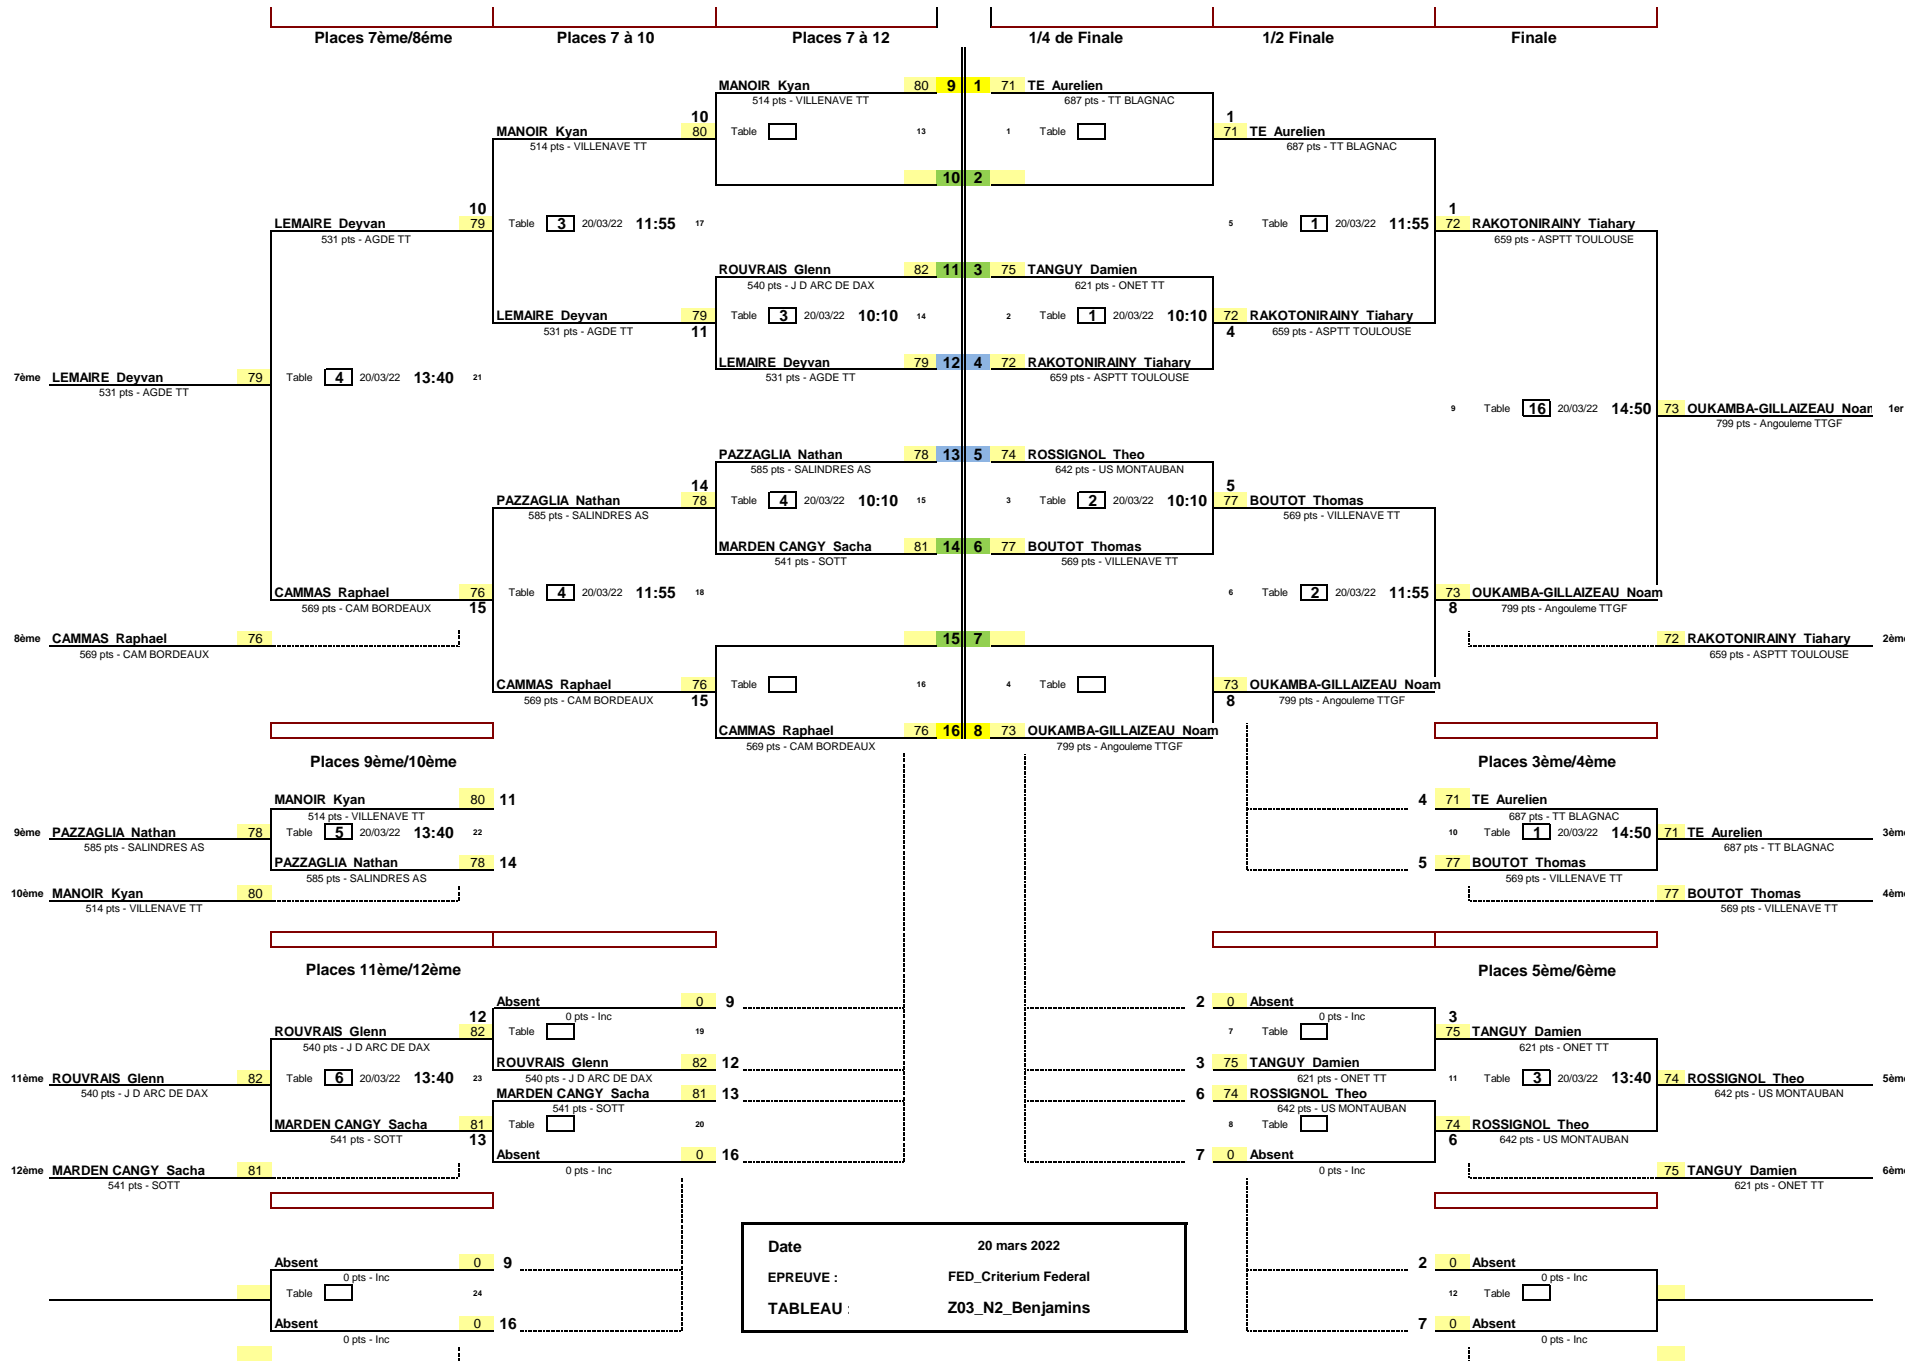 Places 7ème/8éme Places 7 à 10 Places 7 à 12 1/4 de Finale 1/2 Finale Finale
MANOIR Kyan 80 9 1 71 TE Aurelien
514 pts - VILLENAVE TT 687 pts - TT BLAGNAC
10 1
MANOIR Kyan 80 Table 13 1 Table 71 TE Aurelien
514 pts - VILLENAVE TT 687 pts - TT BLAGNAC
10 2
10 1
LEMAIRE Deyvan 79 Table 3 20/03/22 11:55 17 5 Table 1 20/03/22 11:55 72 RAKOTONIRAINY Tiahary
531 pts - AGDE TT 659 pts - ASPTT TOULOUSE
ROUVRAIS Glenn 82 11 3 75 TANGUY Damien
540 pts - J D ARC DE DAX 621 pts - ONET TT
LEMAIRE Deyvan 79 Table 3 20/03/22 10:10 14 2 Table 1 20/03/22 10:10 72 RAKOTONIRAINY Tiahary
531 pts - AGDE TT 11 4 659 pts - ASPTT TOULOUSE
LEMAIRE Deyvan 79 12 4 72 RAKOTONIRAINY Tiahary
531 pts - AGDE TT 659 pts - ASPTT TOULOUSE
7ème LEMAIRE Deyvan 79 Table 4 20/03/22 13:40 21
531 pts - AGDE TT
9 Table 16 20/03/22 14:50 73 OUKAMBA-GILLAIZEAU Noam 1er
799 pts - Angouleme TTGF
PAZZAGLIA Nathan 78 13 5 74 ROSSIGNOL Theo
585 pts - SALINDRES AS 642 pts - US MONTAUBAN
14 5
PAZZAGLIA Nathan 78 Table 4 20/03/22 10:10 15 3 Table 2 20/03/22 10:10 77 BOUTOT Thomas
585 pts - SALINDRES AS 569 pts - VILLENAVE TT
MARDEN CANGY Sacha 81 14 6 77 BOUTOT Thomas
541 pts - SOTT 569 pts - VILLENAVE TT
CAMMAS Raphael 76 Table 4 20/03/22 11:55 18 6 Table 2 20/03/22 11:55 73 OUKAMBA-GILLAIZEAU Noam
569 pts - CAM BORDEAUX 15 8 799 pts - Angouleme TTGF
8ème CAMMAS Raphael 76 15 7 72 RAKOTONIRAINY Tiahary 2ème
569 pts - CAM BORDEAUX 659 pts - ASPTT TOULOUSE
CAMMAS Raphael 76 Table 16 4 Table 73 OUKAMBA-GILLAIZEAU Noam
569 pts - CAM BORDEAUX 15 8 799 pts - Angouleme TTGF
CAMMAS Raphael 76 16 8 73 OUKAMBA-GILLAIZEAU Noam
569 pts - CAM BORDEAUX 799 pts - Angouleme TTGF
Places 9ème/10ème Places 3ème/4ème
MANOIR Kyan 80 11 4 71 TE Aurelien
514 pts - VILLENAVE TT 687 pts - TT BLAGNAC
9ème PAZZAGLIA Nathan 78 Table 5 20/03/22 13:40 22 10 Table 1 20/03/22 14:50 71 TE Aurelien 3ème
585 pts - SALINDRES AS 687 pts - TT BLAGNAC
PAZZAGLIA Nathan 78 14 5 77 BOUTOT Thomas
585 pts - SALINDRES AS 569 pts - VILLENAVE TT
10ème MANOIR Kyan 80 77 BOUTOT Thomas 4ème
514 pts - VILLENAVE TT 569 pts - VILLENAVE TT
Places 11ème/12ème Places 5ème/6ème
Absent 0 9 2 0 Absent
0 pts - Inc 0 pts - Inc
12 3
ROUVRAIS Glenn 82 Table 19 7 Table 75 TANGUY Damien
540 pts - J D ARC DE DAX 621 pts - ONET TT
ROUVRAIS Glenn 82 12 3 75 TANGUY Damien
540 pts - J D ARC DE DAX 621 pts - ONET TT
11ème ROUVRAIS Glenn 82 Table 6 20/03/22 13:40 23 11 Table 3 20/03/22 13:40 74 ROSSIGNOL Theo 5ème
540 pts - J D ARC DE DAX 642 pts - US MONTAUBAN
MARDEN CANGY Sacha 81 13 6 74 ROSSIGNOL Theo
541 pts - SOTT 642 pts - US MONTAUBAN
MARDEN CANGY Sacha 81 Table 20 8 Table 74 ROSSIGNOL Theo
541 pts - SOTT 13 6 642 pts - US MONTAUBAN
Absent 0 16 7 0 Absent
0 pts - Inc 0 pts - Inc
12ème MARDEN CANGY Sacha 81 75 TANGUY Damien 6ème
541 pts - SOTT 621 pts - ONET TT
Date 20 mars 2022
EPREUVE : FED_Criterium Federal
TABLEAU : Z03_N2_Benjamins
Absent 0 9 2 0 Absent
0 pts - Inc 0 pts - Inc
Table 24 12 Table
Absent 0 16 7 0 Absent
0 pts - Inc 0 pts - Inc